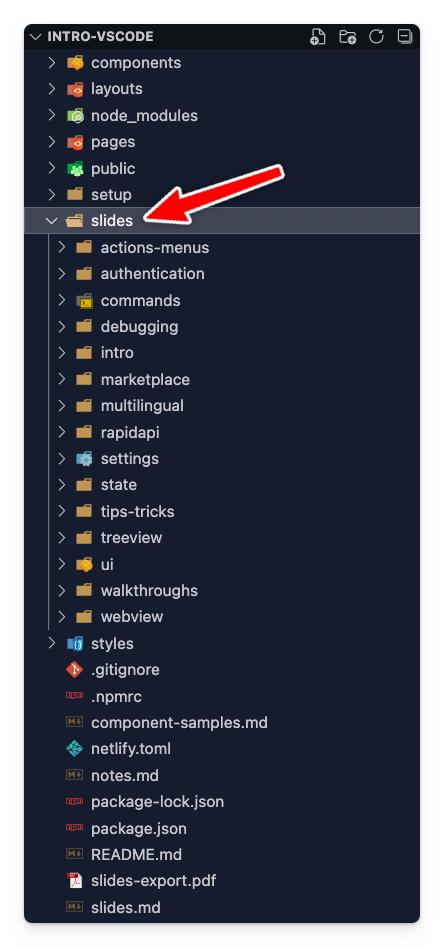 INTRO-VSCODE
components
layouts
node_modules
pages
public
setup
slides
actions-menus
authentication
commands
debugging
intro
marketplace
multilingual
rapidapi
settings
state
tips-tricks
treeview
ui
walkthroughs
webview
styles
.gitignore
.npmrc
component-samples.md
netlify.toml
notes.md
package-lock.json
package.json
README.md
slides-export.pdf
slides.md